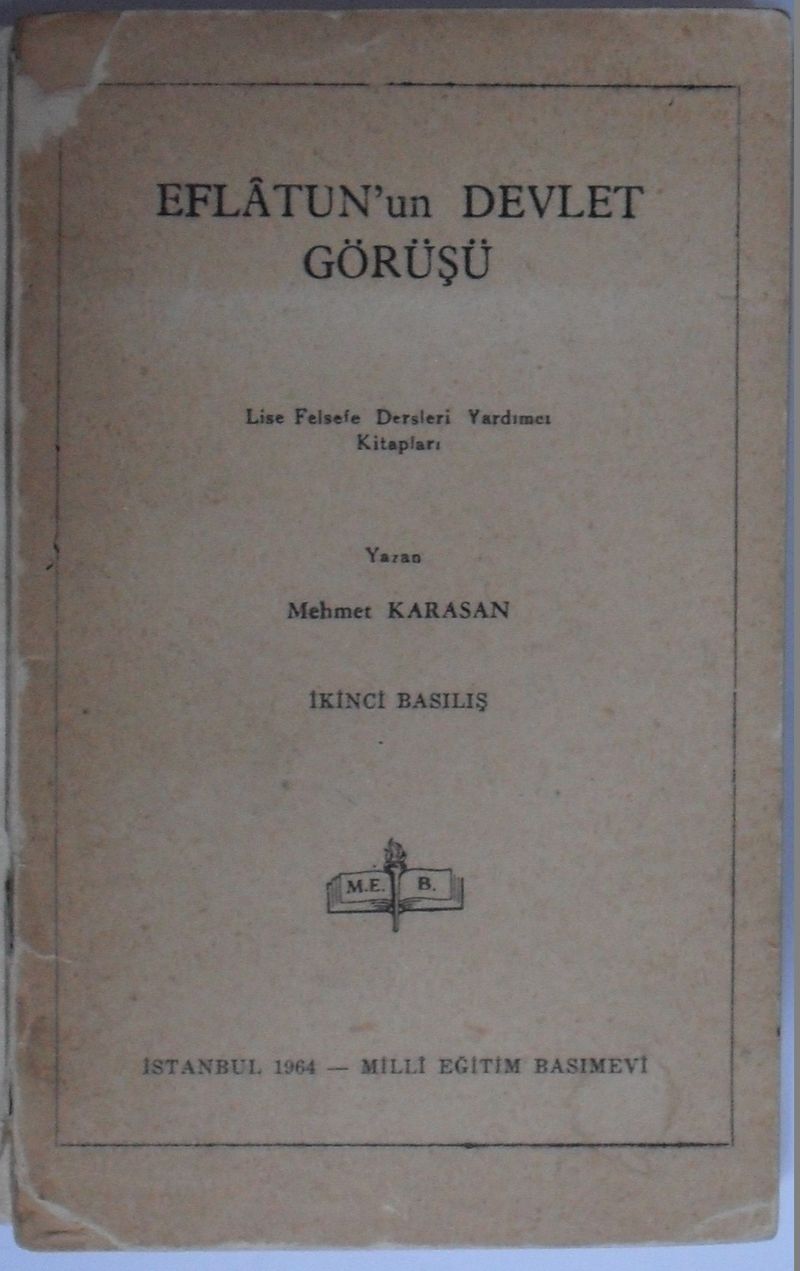 EFLÂTUN'un DEVLET
GÖRÜŞÜ
Lise Felsefe Dersleri Yardımcı
Kitapları
Yazan
Mehmet KARASAN
İKİNCİ BASILIŞ
M.E. B.
İSTANBUL 1964 — MİLLÎ EĞİTİM BASIMEVİ